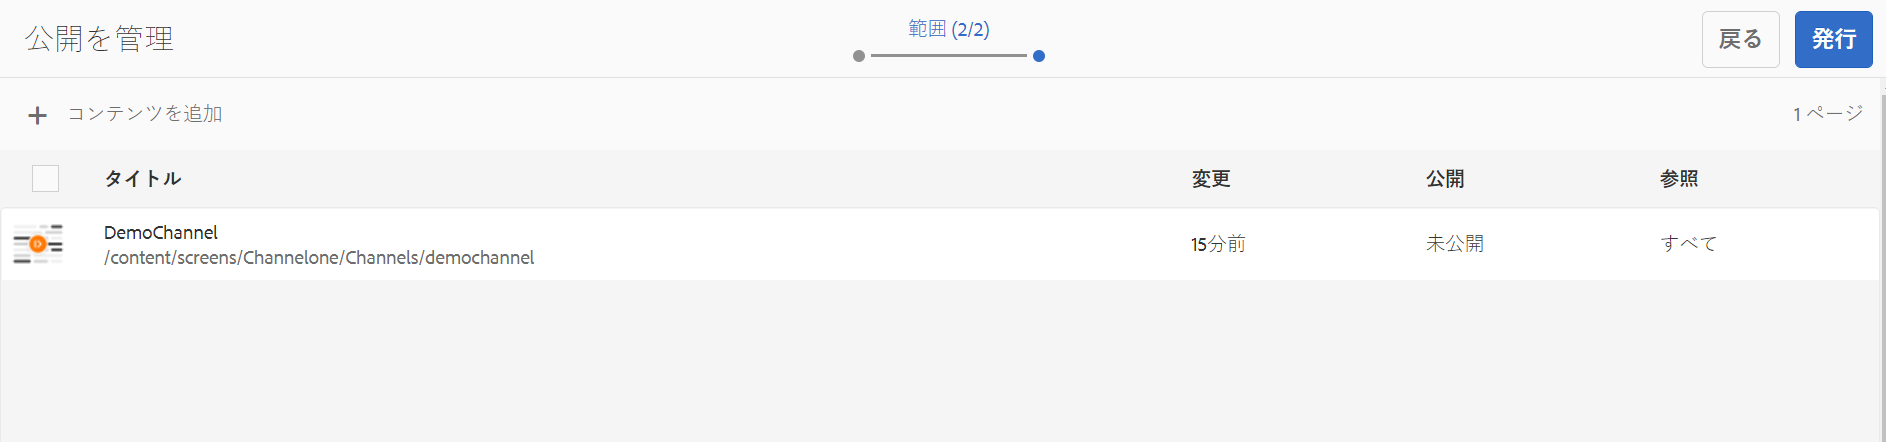 公開を管理
範囲 (2/2)
戻る
発行
コンテンツを追加
1 ページ
タイトル
変更
公開
参照
D
DemoChannel
/content/screens/Channelone/Channels/demochannel
15分前
未公開
すべて